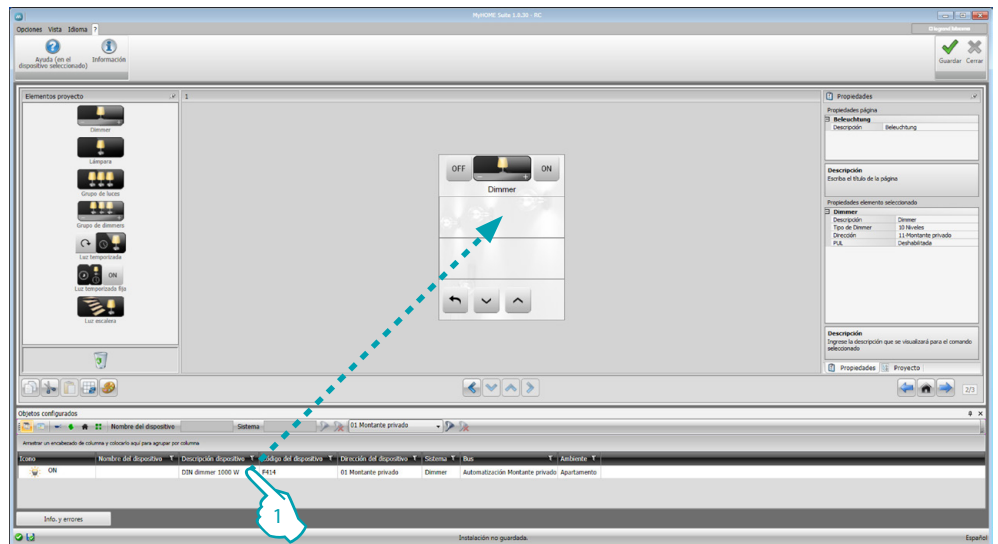 MyHOME Suite 1.0.20 - RC
Opciones Vista Idioma ?
Ayuda (en el
dispositivo seleccionado)
Información
Guardar Cerrar
Elementos proyecto
Dimmer
Lámpara
Grupo de luces
Grupo de dimmers
Luz temporizada
ON
Luz temporizada fija
Luz escalera
1
OFF
ON
Dimmer
Propiedades
Propiedades página
Beleuchtung
Descripción Beleuchtung
Descripción
Escriba el título de la página
Propiedades elemento seleccionado
Dimmer
Descripción Dimmer
Tipo de Dimmer 10 Niveles
Dirección 11-Montante privado
PUL Deshabilitada
Descripción
Ingrese la descripción que se visualizará para el comando
seleccionado
Propiedades Proyecto
2/3
Objetos configurados
Nombre del dispositivo Sistema 01 Montante privado
Arrastrar un encabezado de columna y colocarlo aquí para agrupar por columna
Icono Nombre del dispositivo Descripción dispositivo Código del dispositivo Dirección del dispositivo Sistema Bus Ambiente
ON DIN dimmer 1000 W F414 01 Montante privado Dimmer Automatización Montante privado Apartamento
1
Info. y errores
Instalación no guardada.
Español